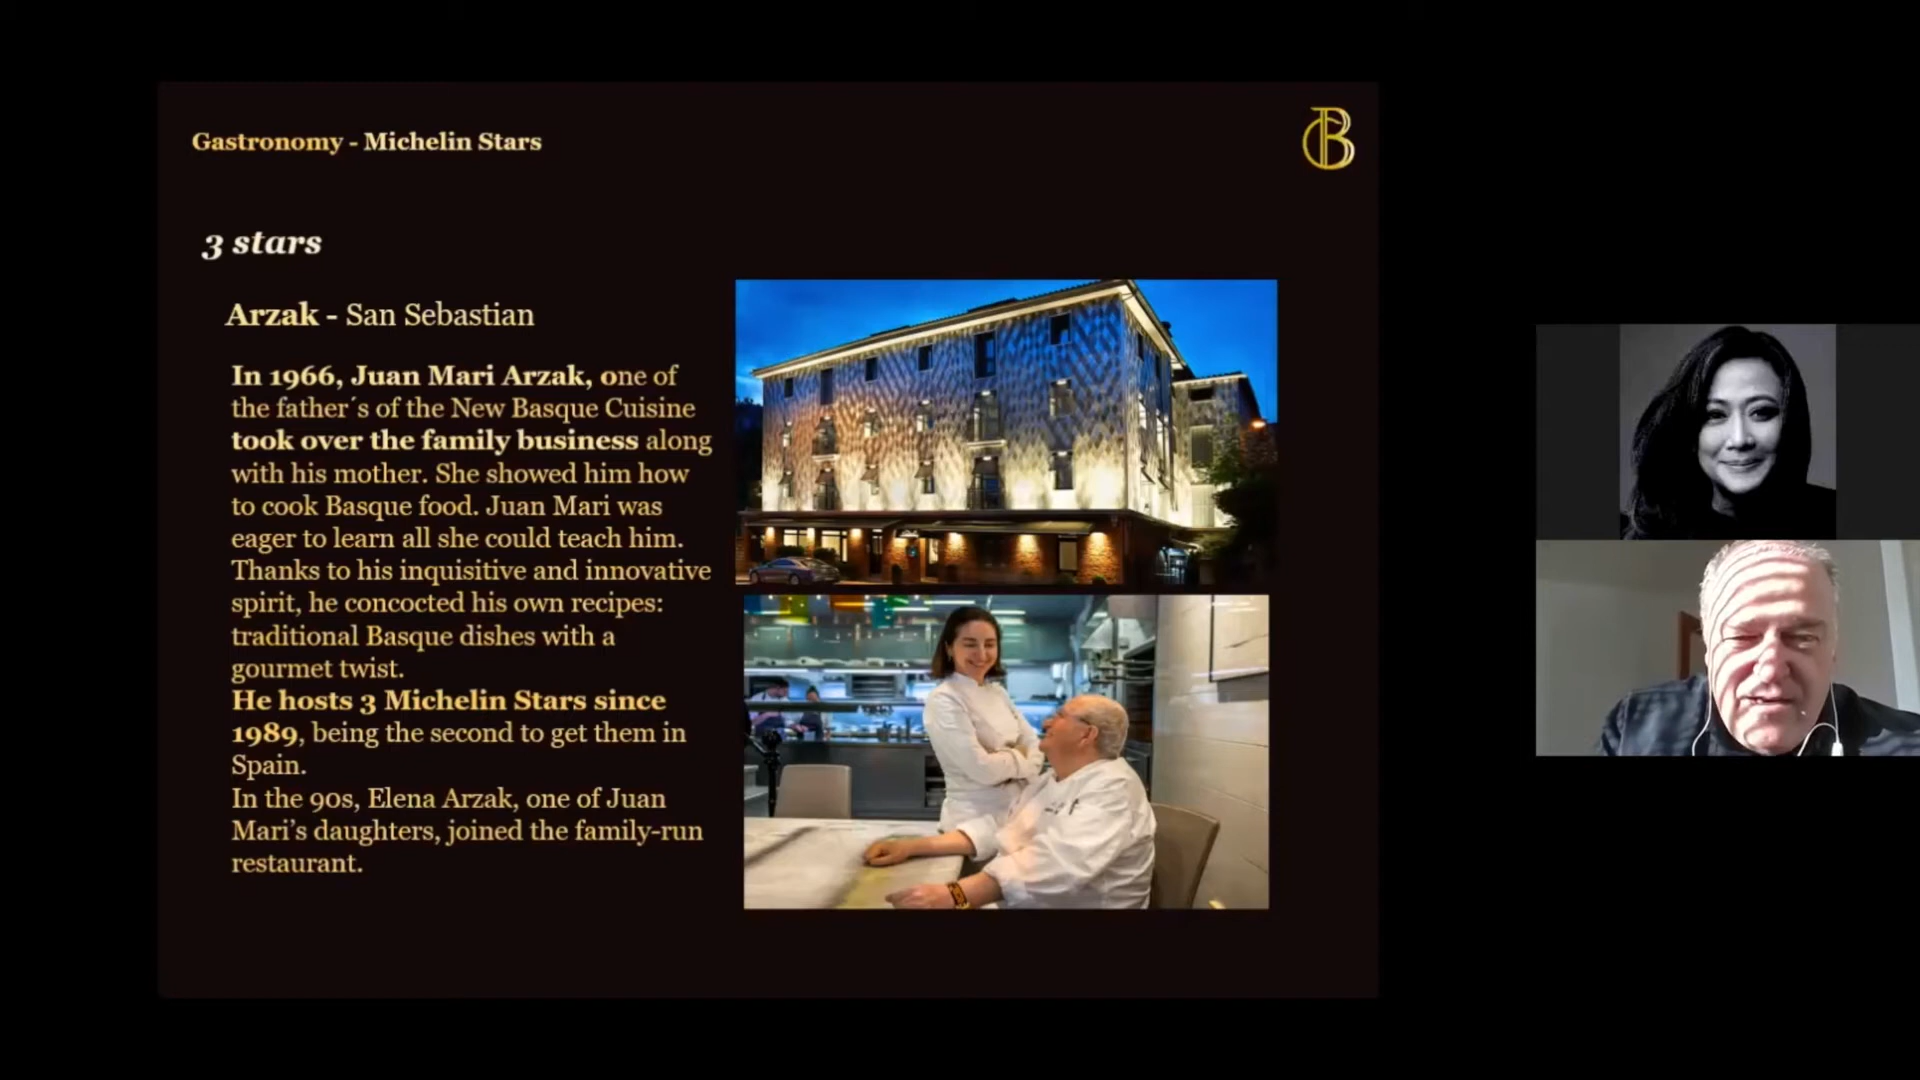 Gastronomy - Michelin Stars
3 stars
Arzak - San Sebastian
In 1966, Juan Mari Arzak, one of
the father´s of the New Basque Cuisine
took over the family business along
with his mother. She showed him how
to cook Basque food. Juan Mari was
eager to learn all she could teach him.
Thanks to his inquisitive and innovative
spirit, he concocted his own recipes:
traditional Basque dishes with a
gourmet twist.
He hosts 3 Michelin Stars since
1989, being the second to get them in
Spain.
In the 90s, Elena Arzak, one of Juan
Mari’s daughters, joined the family-run
restaurant.